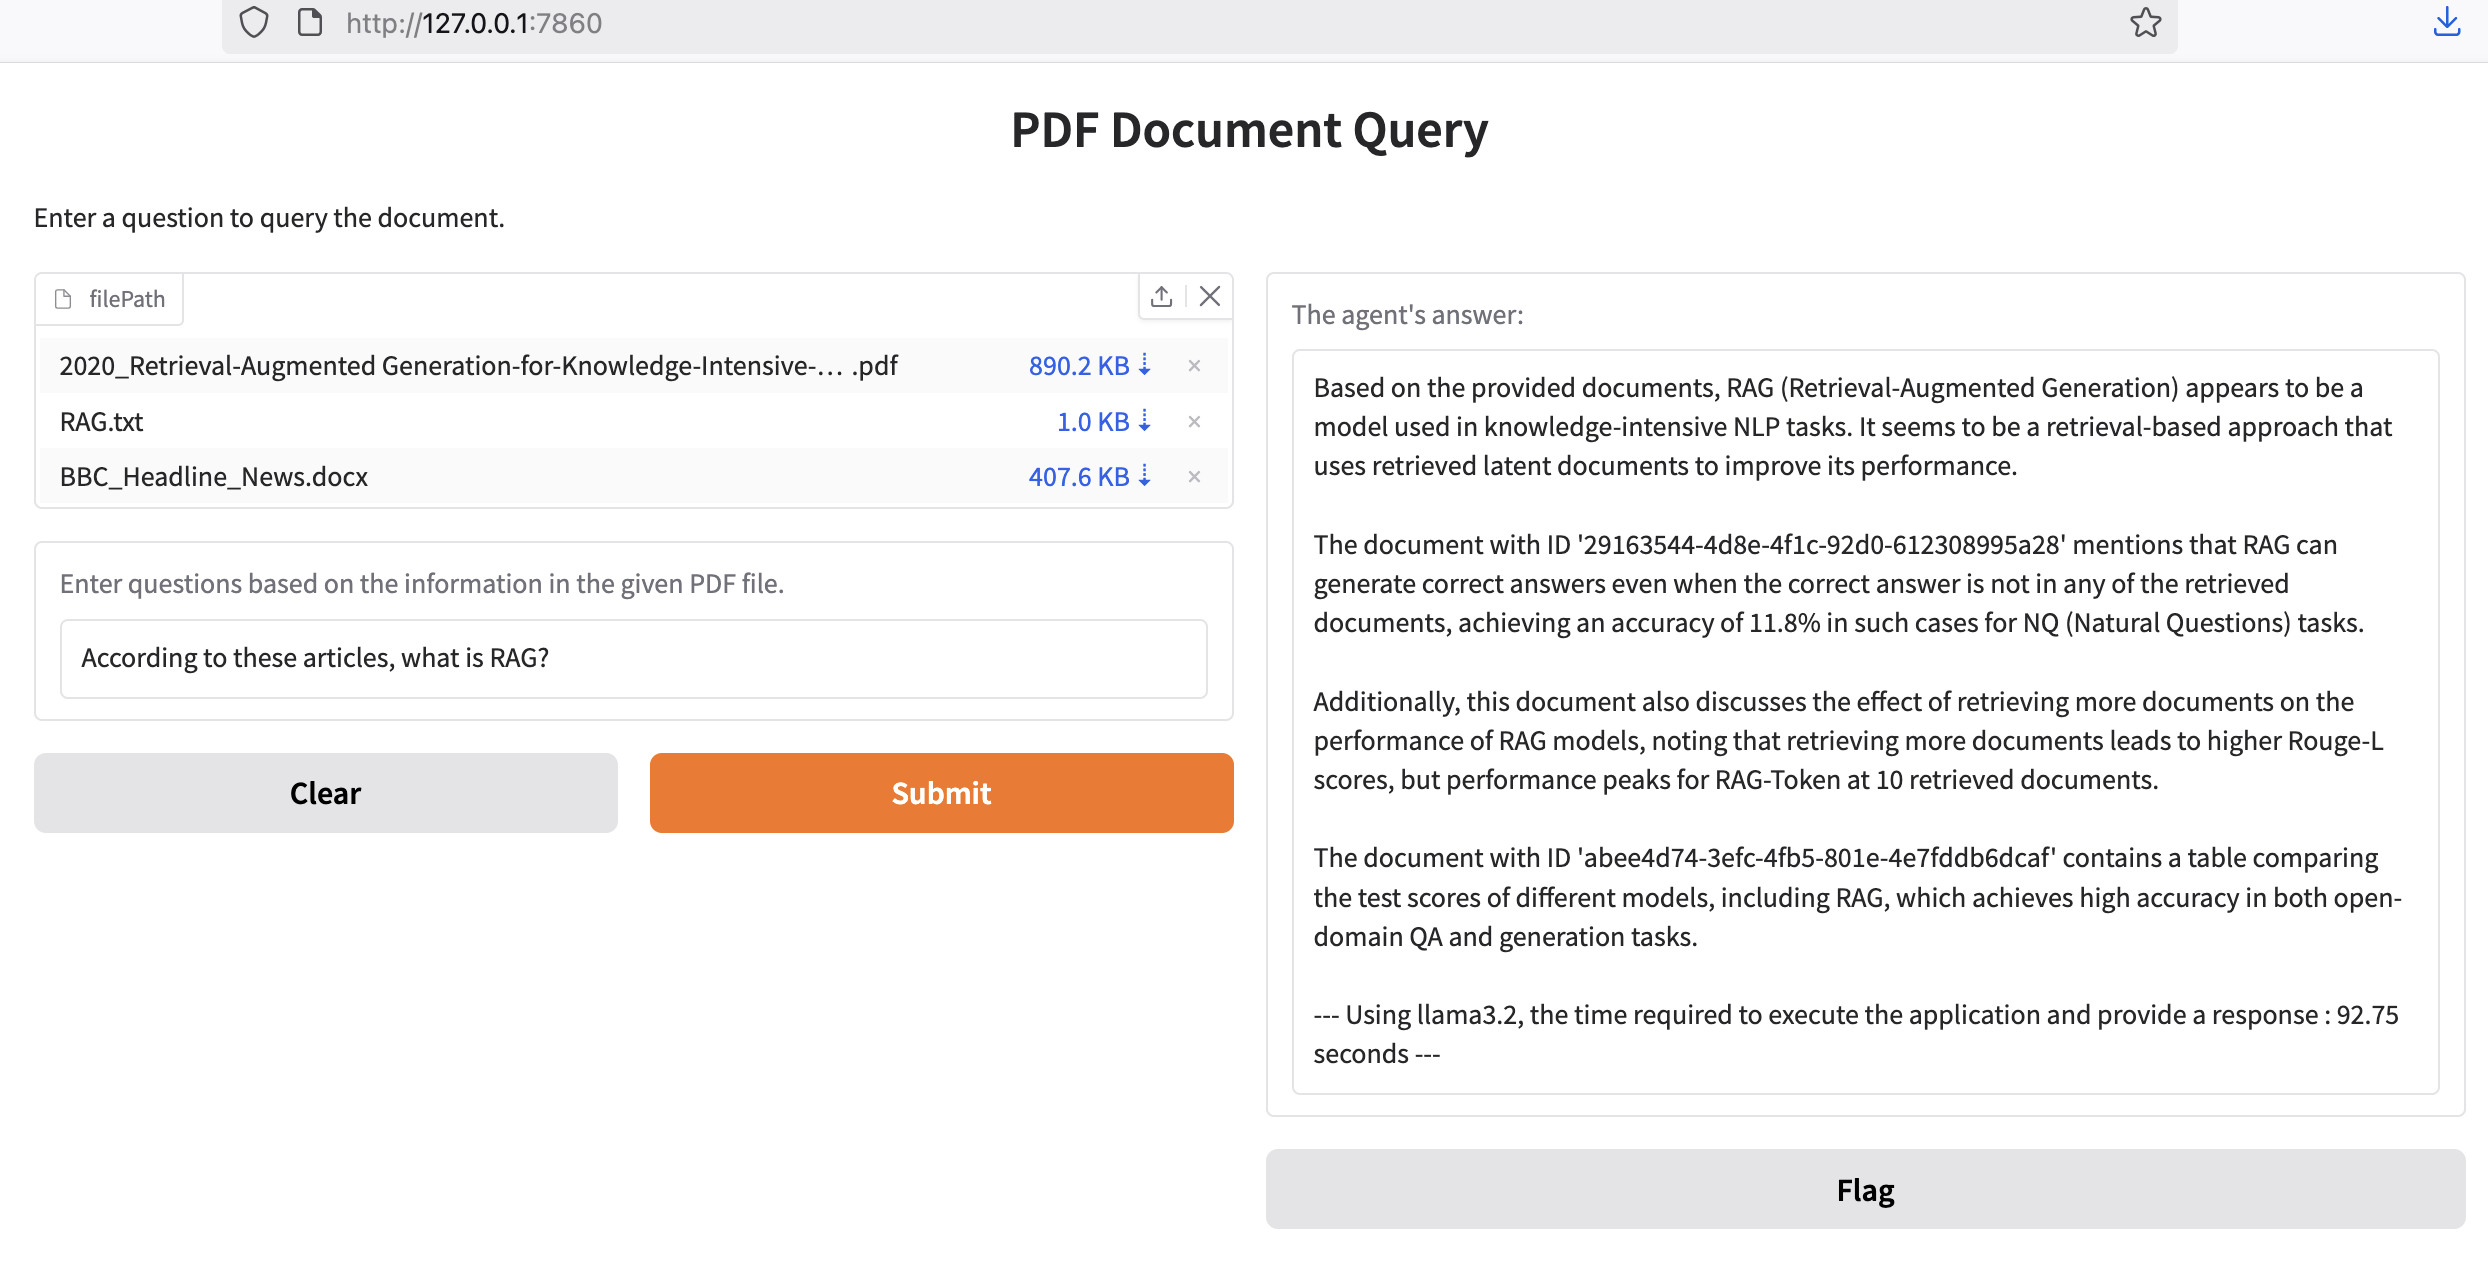 http://127.0.0.1:7860
PDF Document Query
Enter a question to query the document.
filePath
2020_Retrieval-Augmented Generation-for-Knowledge-Intensive-… .pdf 890.2 KB ⇣ ×
RAG.txt 1.0 KB ⇣ ×
BBC_Headline_News.docx 407.6 KB ⇣ ×
Enter questions based on the information in the given PDF file.
According to these articles, what is RAG?
Clear
Submit
The agent's answer:
Based on the provided documents, RAG (Retrieval-Augmented Generation) appears to be a
model used in knowledge-intensive NLP tasks. It seems to be a retrieval-based approach that
uses retrieved latent documents to improve its performance.
The document with ID '29163544-4d8e-4f1c-92d0-612308995a28' mentions that RAG can
generate correct answers even when the correct answer is not in any of the retrieved
documents, achieving an accuracy of 11.8% in such cases for NQ (Natural Questions) tasks.
Additionally, this document also discusses the effect of retrieving more documents on the
performance of RAG models, noting that retrieving more documents leads to higher Rouge-L
scores, but performance peaks for RAG-Token at 10 retrieved documents.
The document with ID 'abee4d74-3efc-4fb5-801e-4e7fddb6dcaf' contains a table comparing
the test scores of different models, including RAG, which achieves high accuracy in both open-
domain QA and generation tasks.
--- Using llama3.2, the time required to execute the application and provide a response : 92.75
seconds ---
Flag